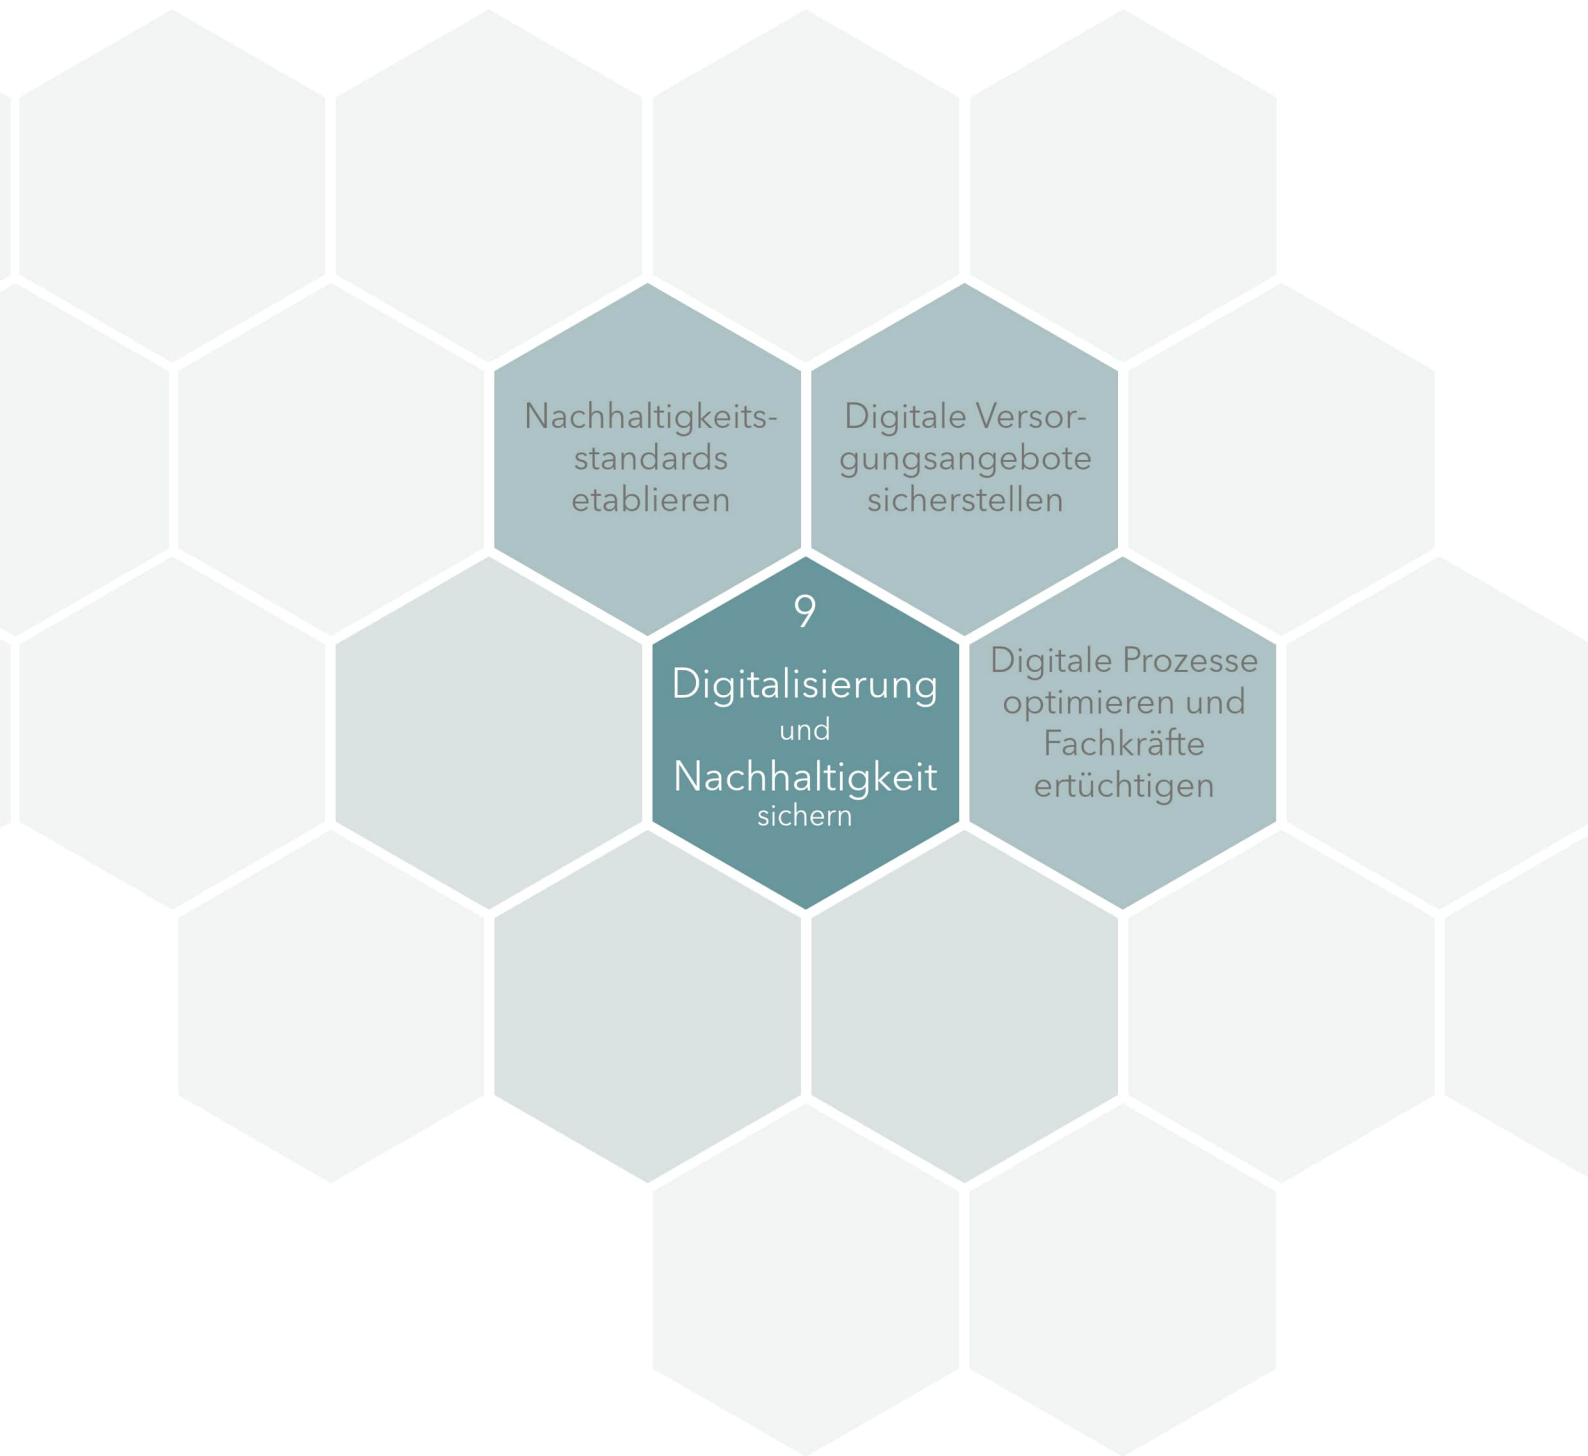 Nachhaltigkeits-
standards
etablieren
Digitale Versor-
gungsangebote
sicherstellen
9
Digitalisierung
und
Nachhaltigkeit
sichern
Digitale Prozesse
optimieren und
Fachkräfte
ertüchtigen